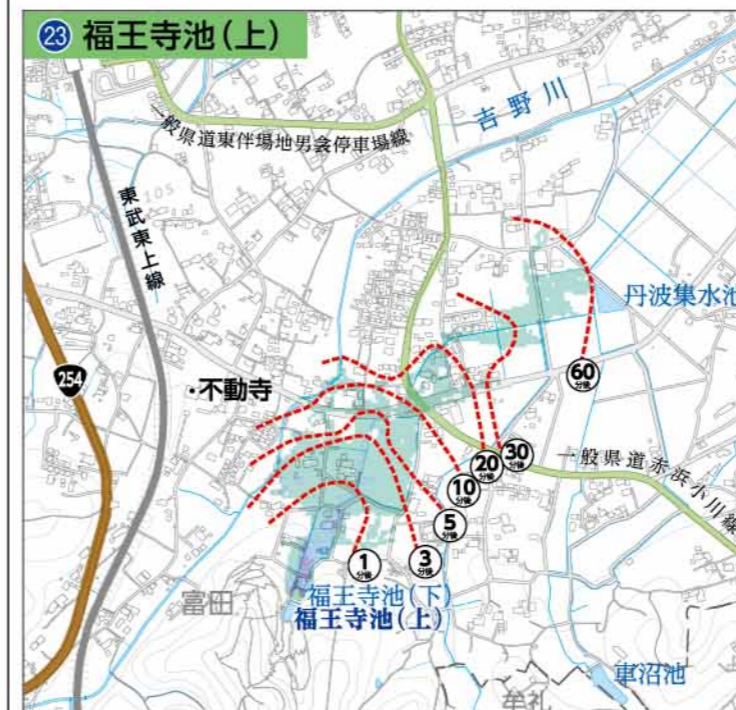 ㉓ 福王寺池(上)
吉野川
一般県道東伴場地男衾停車場線
東武東上線
105
丹波集水池
254
・不動寺
60分後
30分後
20分後
一般県道赤浜小川線
10分後
5分後
3分後
1分後
富田
福王寺池(下)
福王寺池(上)
車沼池
牟礼